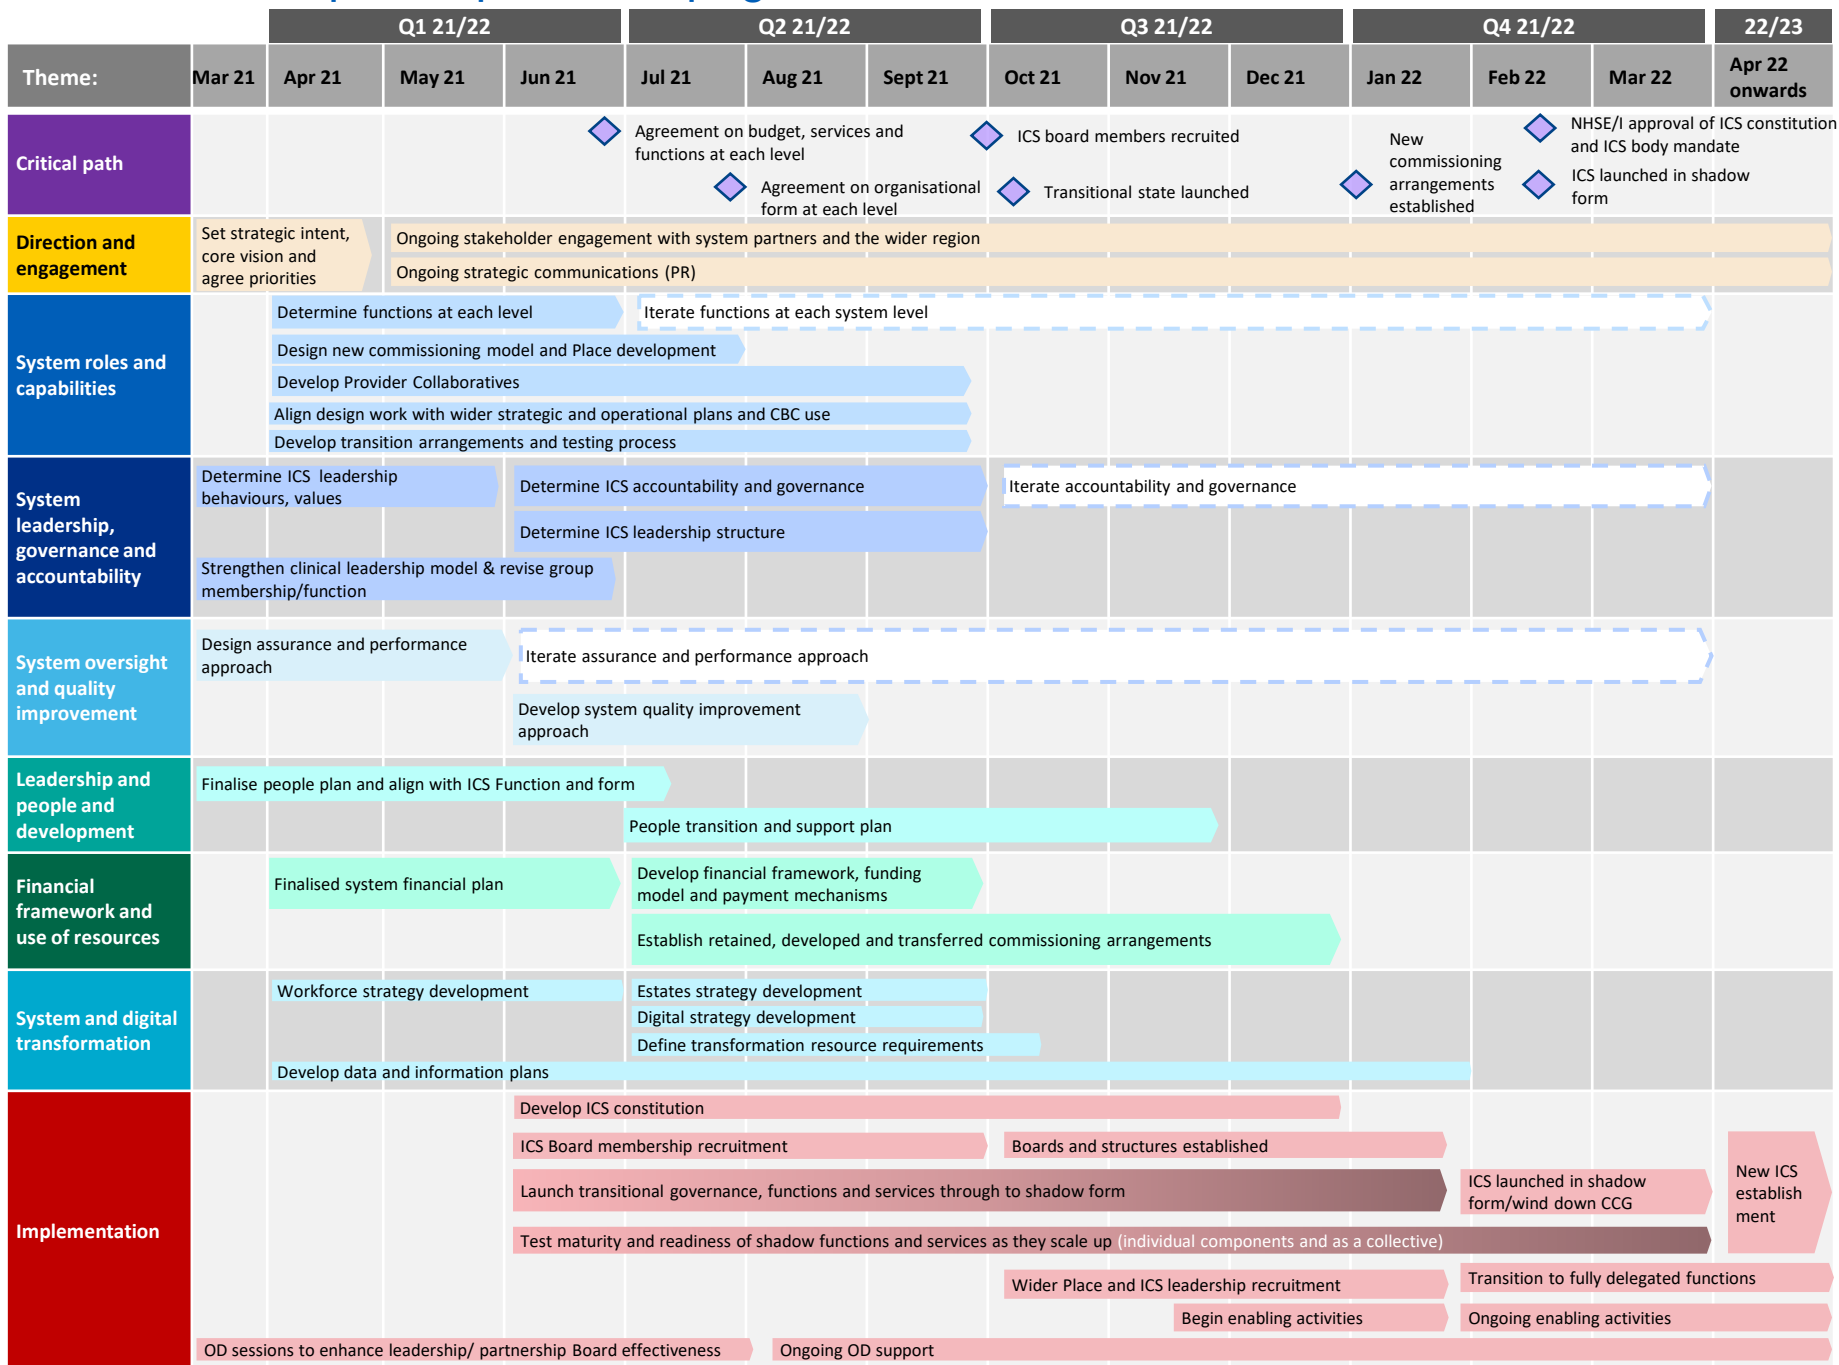 Q1 21/22
Q2 21/22
Q3 21/22
Q4 21/22
22/23
Theme:
Mar 21
Apr 21
May 21
Jun 21
Jul 21
Aug 21
Sept 21
Oct 21
Nov 21
Dec 21
Jan 22
Feb 22
Mar 22
Apr 22
onwards
Critical path
Agreement on budget, services and
functions at each level
Agreement on organisational
form at each level
ICS board members recruited
Transitional state launched
New
commissioning
arrangements
established
NHSE/I approval of ICS constitution
and ICS body mandate
ICS launched in shadow
form
Direction and
engagement
Set strategic intent,
core vision and
agree priorities
Ongoing stakeholder engagement with system partners and the wider region
Ongoing strategic communications (PR)
System roles and
capabilities
Determine functions at each level
Iterate functions at each system level
Design new commissioning model and Place development
Develop Provider Collaboratives
Align design work with wider strategic and operational plans and CBC use
Develop transition arrangements and testing process
System
leadership,
governance and
accountability
Determine ICS leadership
behaviours, values
Determine ICS accountability and governance
Iterate accountability and governance
Determine ICS leadership structure
Strengthen clinical leadership model & revise group
membership/function
System oversight
and quality
improvement
Design assurance and performance
approach
Iterate assurance and performance approach
Develop system quality improvement
approach
Leadership and
people and
development
Finalise people plan and align with ICS Function and form
People transition and support plan
Financial
framework and
use of resources
Finalised system financial plan
Develop financial framework, funding
model and payment mechanisms
Establish retained, developed and transferred commissioning arrangements
System and digital
transformation
Workforce strategy development
Estates strategy development
Digital strategy development
Define transformation resource requirements
Develop data and information plans
Implementation
Develop ICS constitution
ICS Board membership recruitment
Boards and structures established
Launch transitional governance, functions and services through to shadow form
ICS launched in shadow
form/wind down CCG
New ICS
establish
ment
Test maturity and readiness of shadow functions and services as they scale up (individual components and as a collective)
Wider Place and ICS leadership recruitment
Transition to fully delegated functions
Begin enabling activities
Ongoing enabling activities
OD sessions to enhance leadership/ partnership Board effectiveness
Ongoing OD support